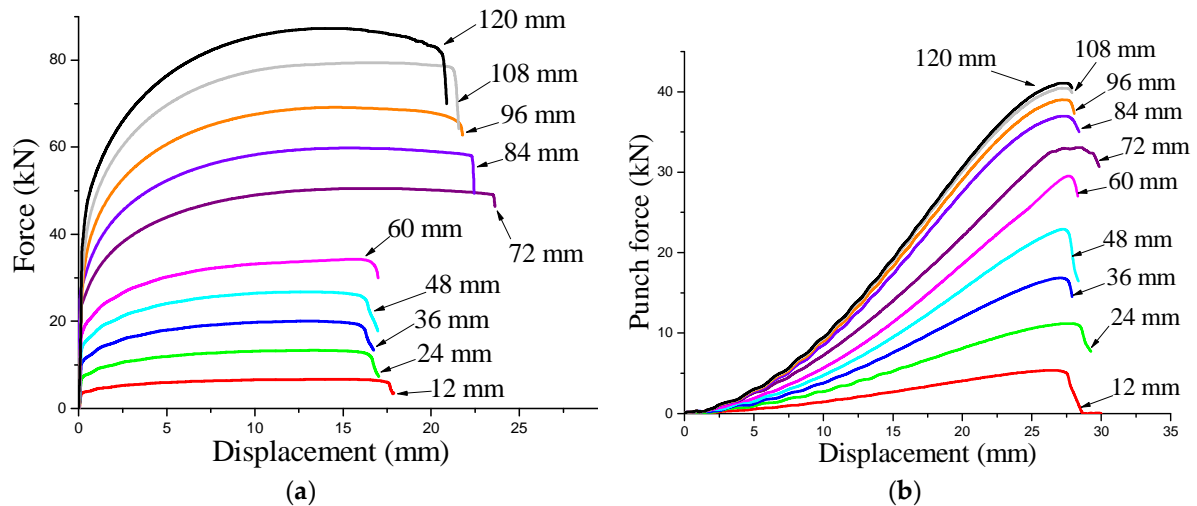 120 mm
108 mm
96 mm
84 mm
72 mm
60 mm
48 mm
36 mm
24 mm
12 mm
Force (kN)
80
60
40
20
0
0 5 10 15 20 25
Displacement (mm)
(a)
120 mm
108 mm
96 mm
84 mm
72 mm
60 mm
48 mm
36 mm
24 mm
12 mm
Punch force (kN)
40
30
20
10
0
0 5 10 15 20 25 30 35
Displacement (mm)
(b)